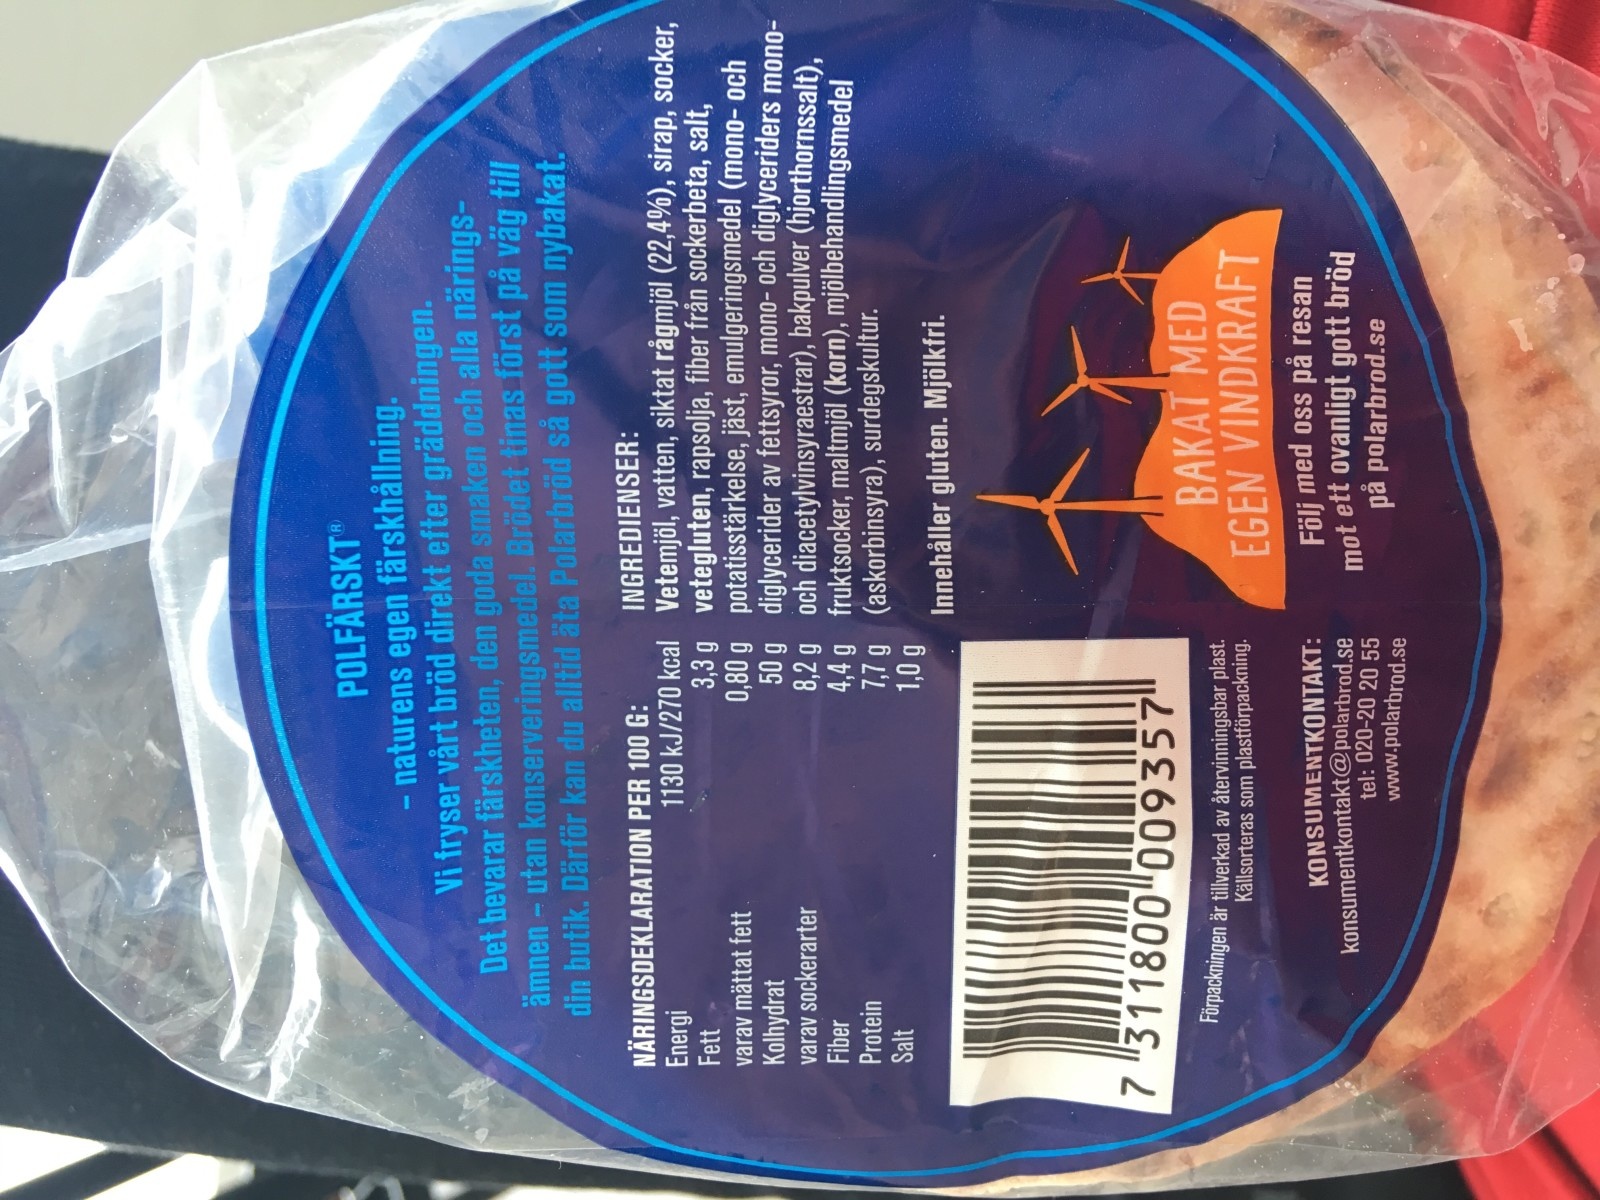 POLFÄRSKT®
– naturens egen färskhållning.
Vi fryser vårt bröd direkt efter gräddningen.
Det bevarar färskheten, den goda smaken och alla närings-
ämnen – utan konserveringsmedel. Brödet tinas först på väg till
din butik. Därför kan du alltid äta Polarbröd så gott som nybakat.
NÄRINGSDEKLARATION PER 100 G:
Energi 1130 kJ/270 kcal
Fett 3,3 g
varav mättat fett 0,80 g
Kolhydrat 50 g
varav sockerarter 8,2 g
Fiber 4,4 g
Protein 7,7 g
Salt 1,0 g
INGREDIENSER:
Vetemjöl, vatten, siktat rågmjöl (22,4%), sirap, socker,
vetegluten, rapsolja, fiber från sockerbeta, salt,
potatisstärkelse, jäst, emulgeringsmedel (mono- och
diglycerider av fettsyror, mono- och diglyceriders mono-
och diacetylvinsyraestrar), bakpulver (hjorthornssalt),
fruktsocker, maltmjöl (korn), mjölbehandlingsmedel
(askorbinsyra), surdegskultur.
Innehåller gluten. Mjölkfri.
7 311800 009357
Förpackningen är tillverkad av återvinningsbar plast.
Källsorteras som plastförpackning.
KONSUMENTKONTAKT:
konsumentkontakt@polarbrod.se
tel: 020-20 20 55
www.polarbrod.se
BAKAT MED
EGEN VINDKRAFT
Följ med oss på resan
mot ett ovanligt gott bröd
på polarbrod.se